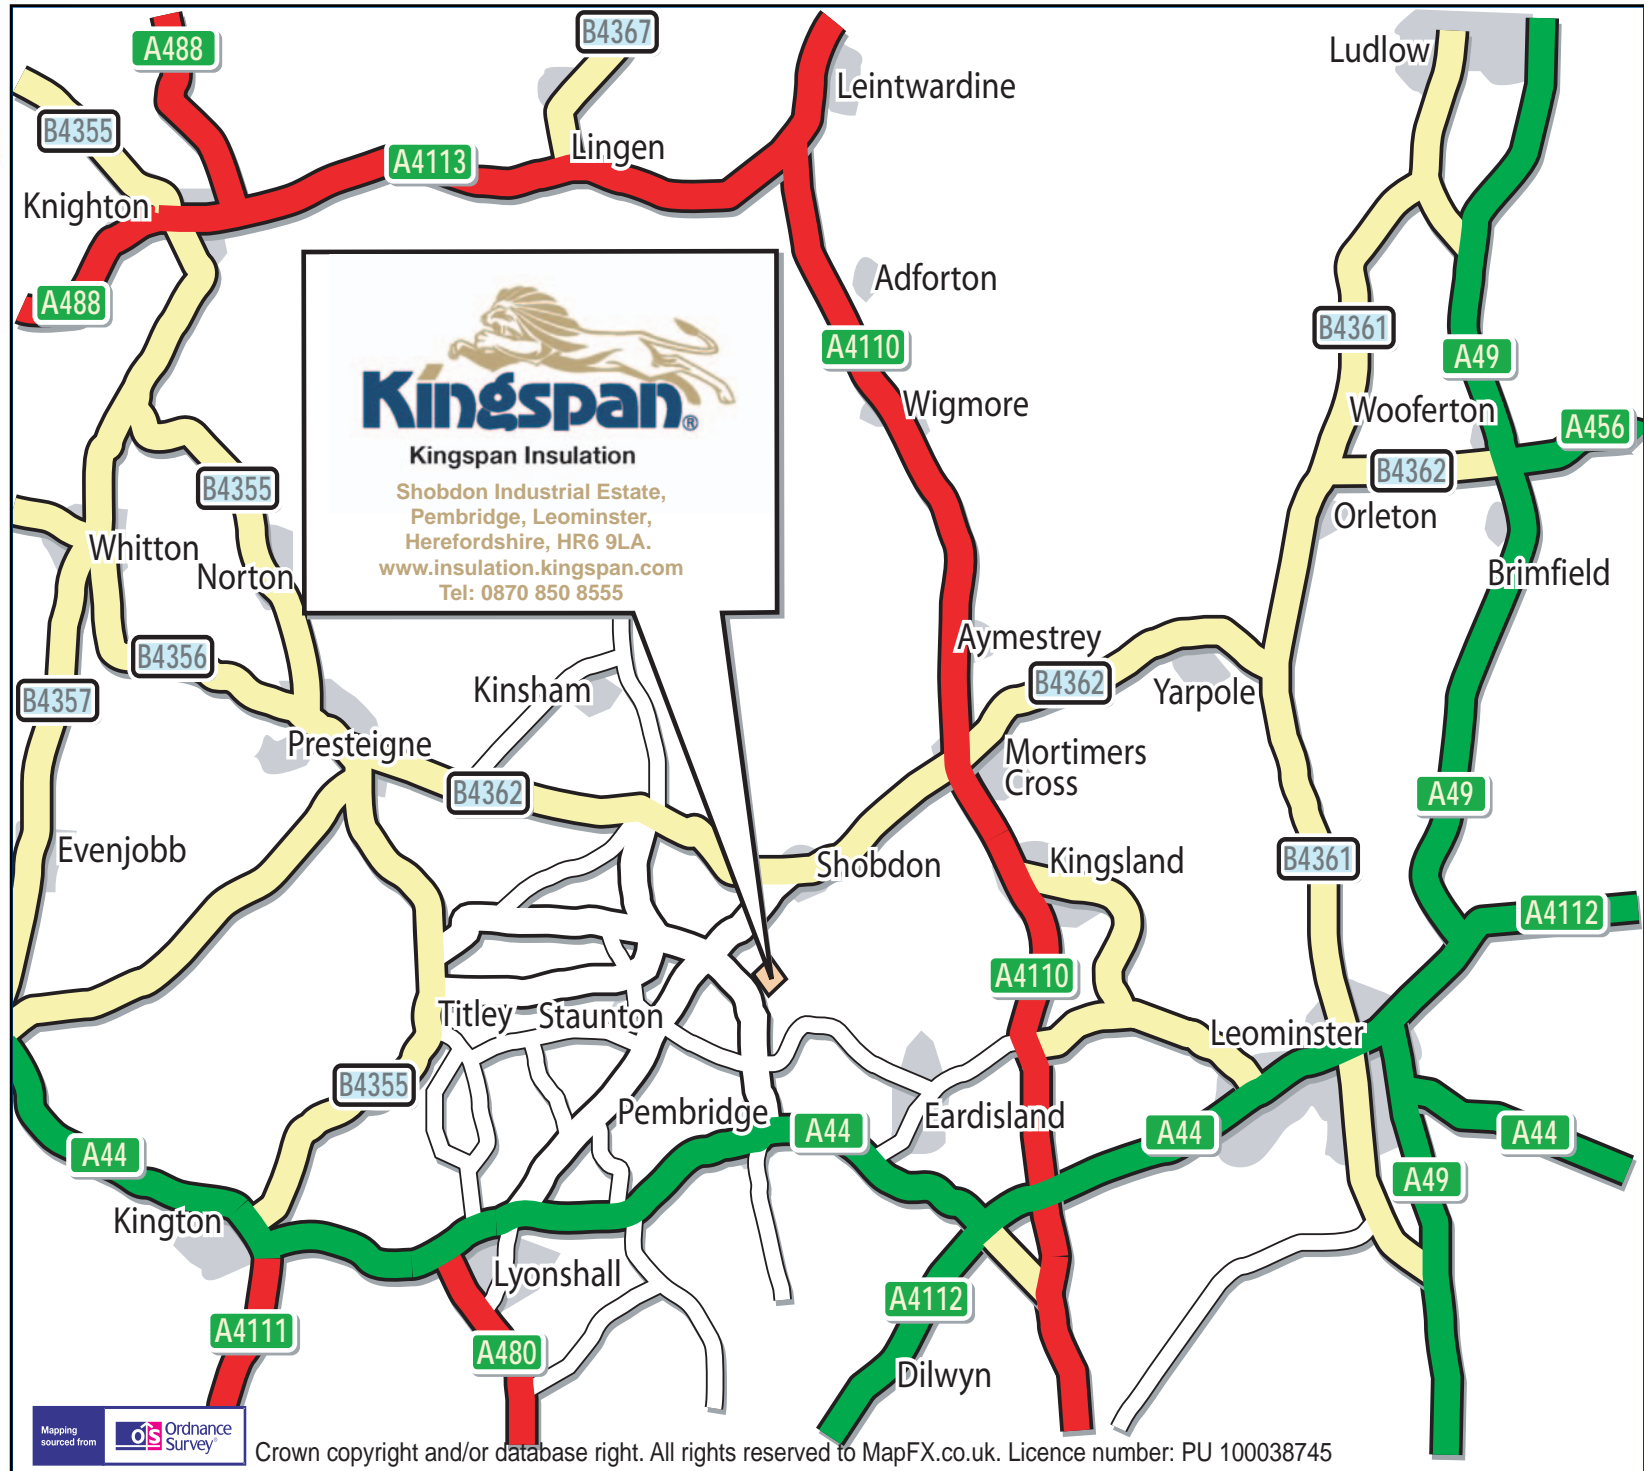 A488
B4367
Ludlow
Leintwardine
B4355
Lingen
A4113
Knighton
Adforton
A488
B4361
A4110
A49
Kingspan®
Wigmore
Wooferton
A456
Kingspan Insulation
B4362
B4355
Shobdon Industrial Estate,
Pembridge, Leominster,
Herefordshire, HR6 9LA.
www.insulation.kingspan.com
Tel: 0870 850 8555
Orleton
Whitton
Norton
Brimfield
Aymestrey
B4356
B4362
Kinsham
Yarpole
B4357
Presteigne
Mortimers
Cross
B4362
A49
Evenjobb
Shobdon
Kingsland
B4361
A4112
A4110
Titley
Staunton
Leominster
B4355
Pembridge
Eardisland
A44
A44
A44
A44
A49
Kington
Lyonshall
A4112
A4111
A480
Dilwyn
Mapping
sourced from
OS
Ordnance
Survey®
Crown copyright and/or database right. All rights reserved to MapFX.co.uk. Licence number: PU 100038745